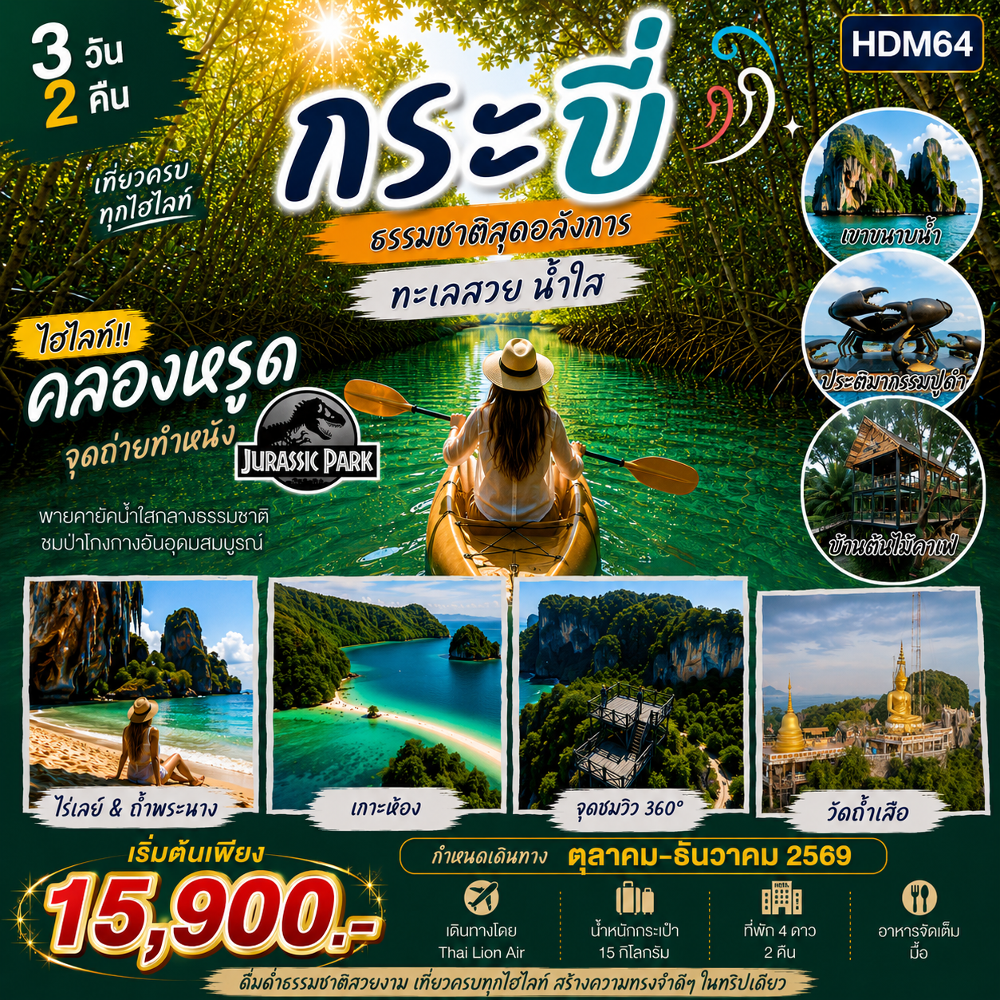 3 วัน
2 คืน
เที่ยวครบ
ทุกไฮไลท์
กระบี่
HDM64
ธรรมชาติสุดอลังการ
ทะเลสวย น้ำใส
เขาขนาบน้ำ
ประติมากรรมปูดำ
บ้านต้นไม้คาเฟ่
ไฮไลท์!!
คลองหรูด
จุดถ่ายทำหนัง
JURASSIC PARK
พายคายัคน้ำใสกลางธรรมชาติ
ชมป่าโกงกางอันอุดมสมบูรณ์
ไร่เลย์ & ถ้ำพระนาง
เกาะห้อง
จุดชมวิว 360°
วัดถ้ำเสือ
เริ่มต้นเพียง
15,900.-
กำหนดเดินทาง ตุลาคม-ธันวาคม 2569
เดินทางโดย
Thai Lion Air
น้ำหนักกระเป๋า
15 กิโลกรัม
HOTEL
ที่พัก 4 ดาว
2 คืน
อาหารจัดเต็ม
มื้อ
ดื่มด่ำธรรมชาติสวยงาม เที่ยวครบทุกไฮไลท์ สร้างความทรงจำดีๆ ในทริปเดียว